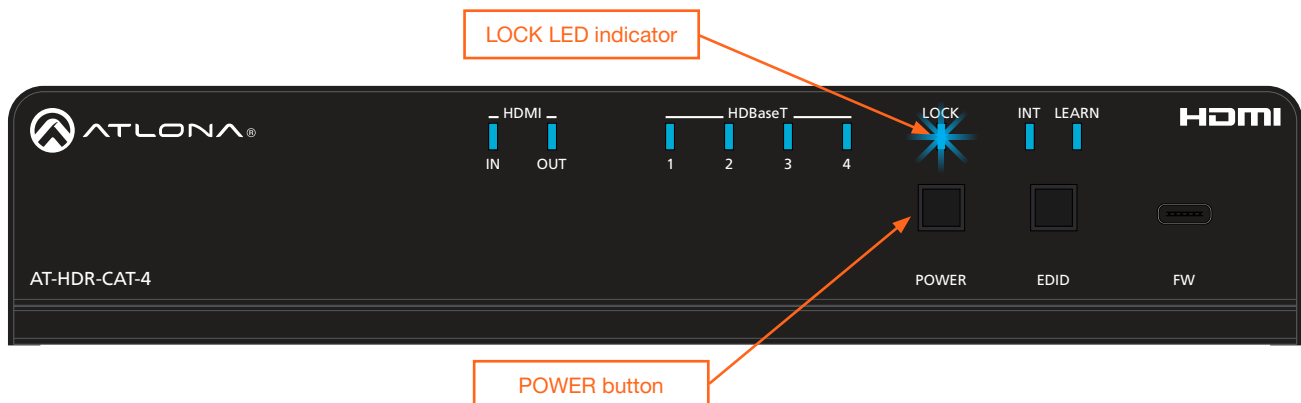 LOCK LED indicator
ATLONA®
HDMI
IN
OUT
HDBaseT
1
2
3
4
LOCK
INT
LEARN
HDMI
AT-HDR-CAT-4
POWER
EDID
FW
POWER button